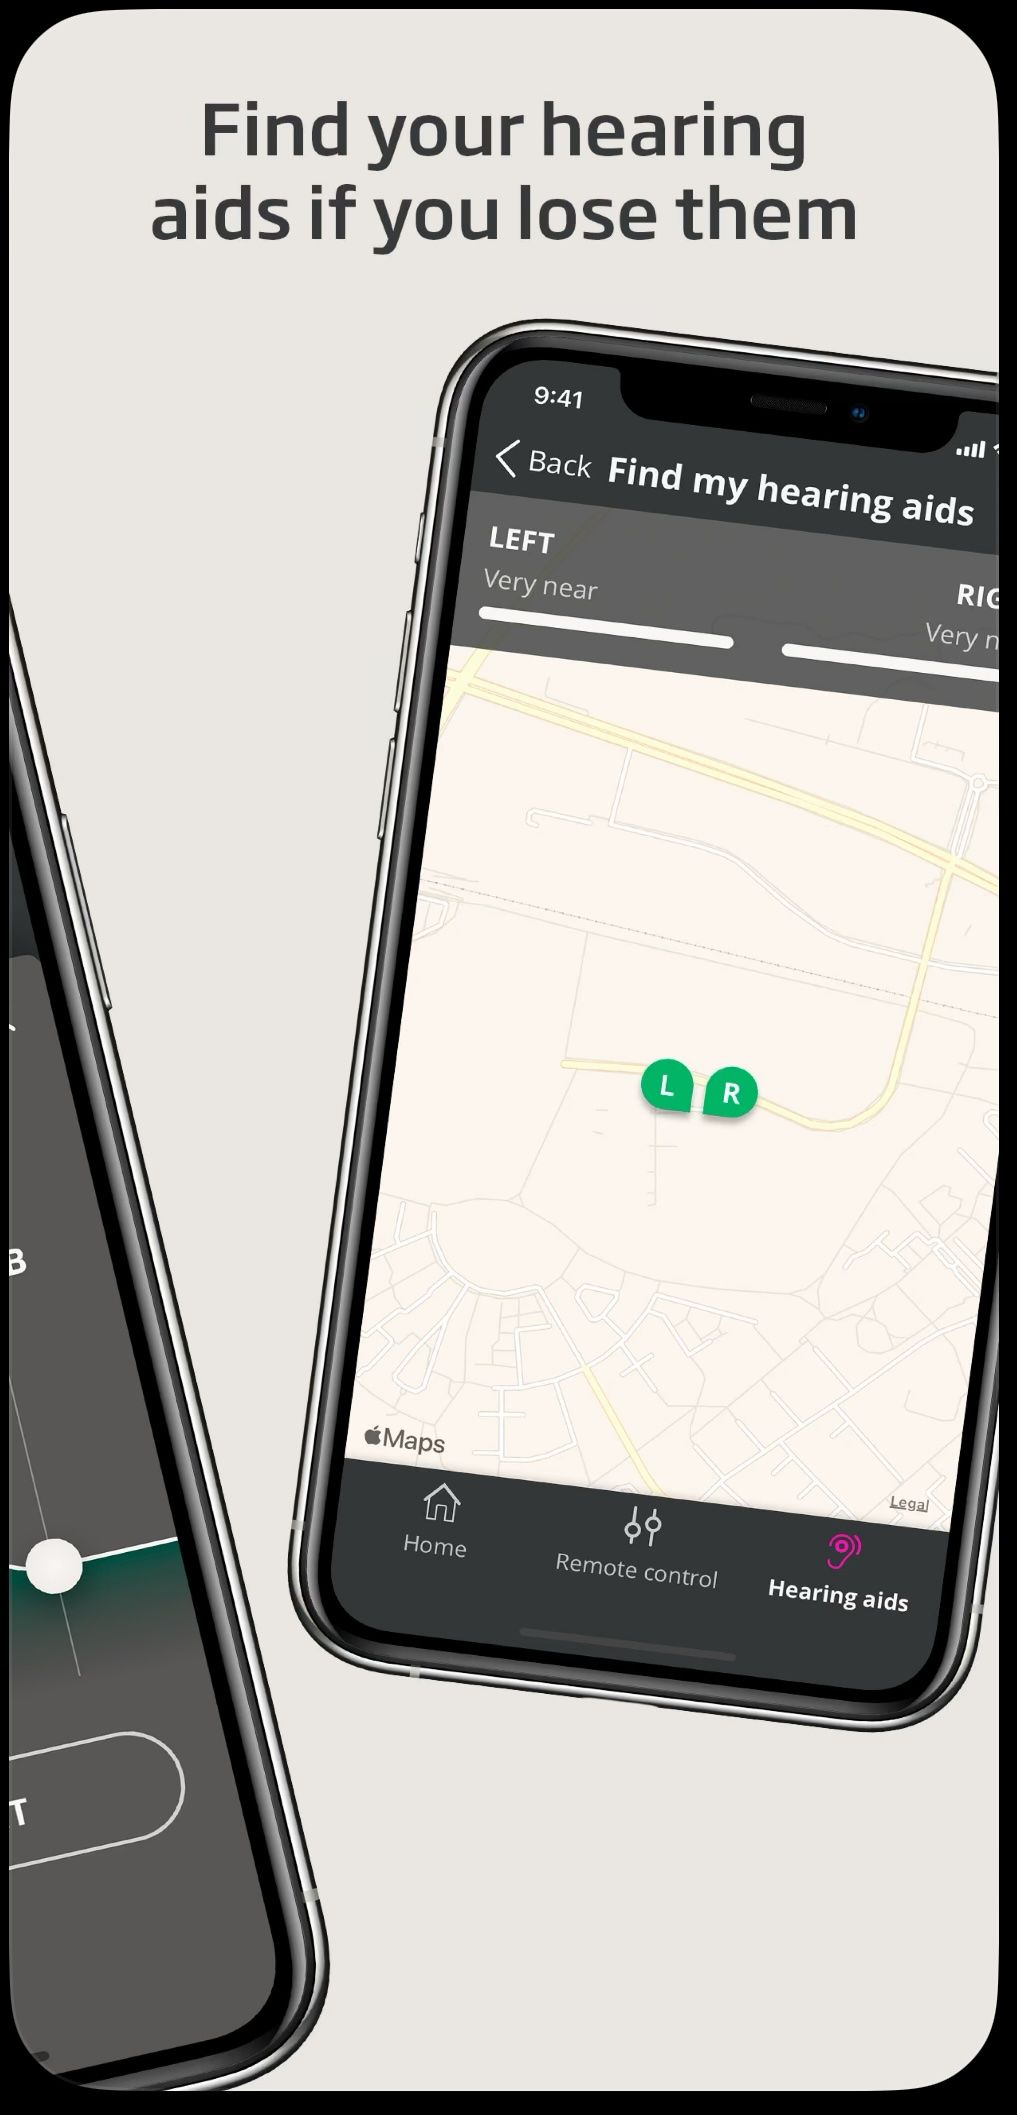 Find your hearing
aids if you lose them
9:41
Back Find my hearing aids
LEFT
Very near
Very
B
T
L R
Maps
Legal
Home
Remote control
Hearing aids